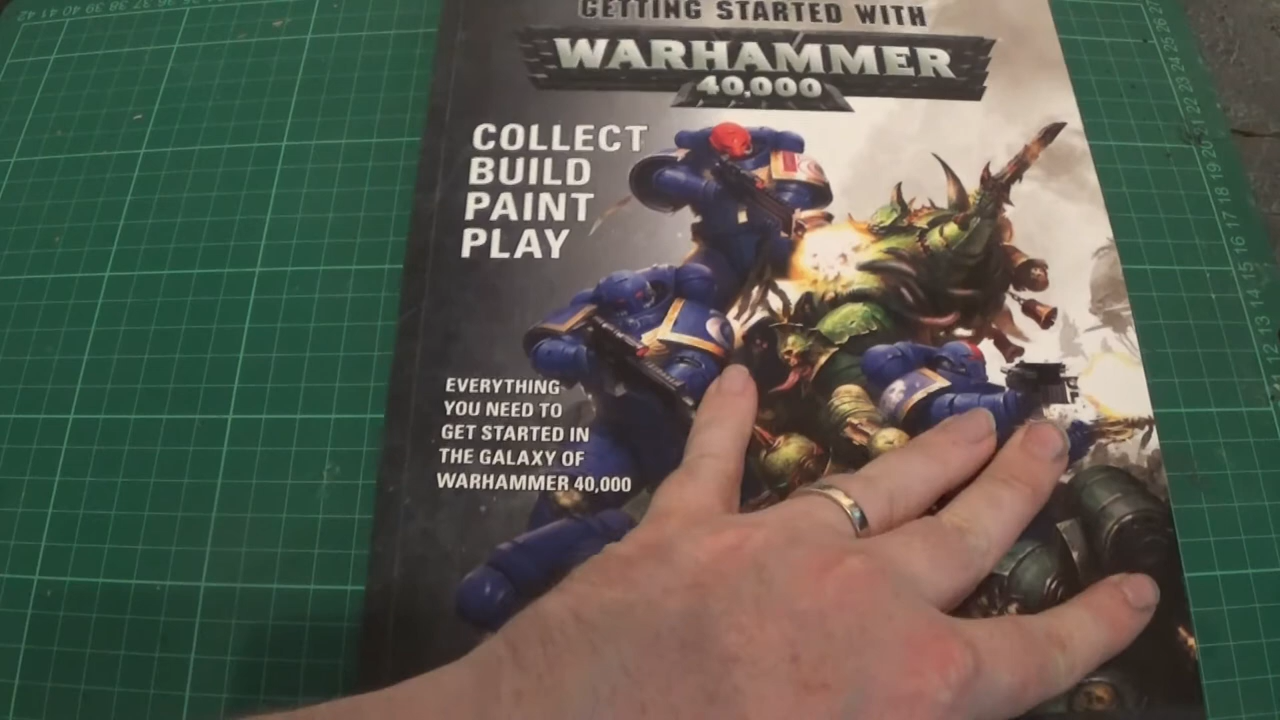 GETTING STARTED WITH
WARHAMMER
40,000
COLLECT
BUILD
PAINT
PLAY
EVERYTHING
YOU NEED TO
GET STARTED IN
THE GALAXY OF
WARHAMMER 40,000